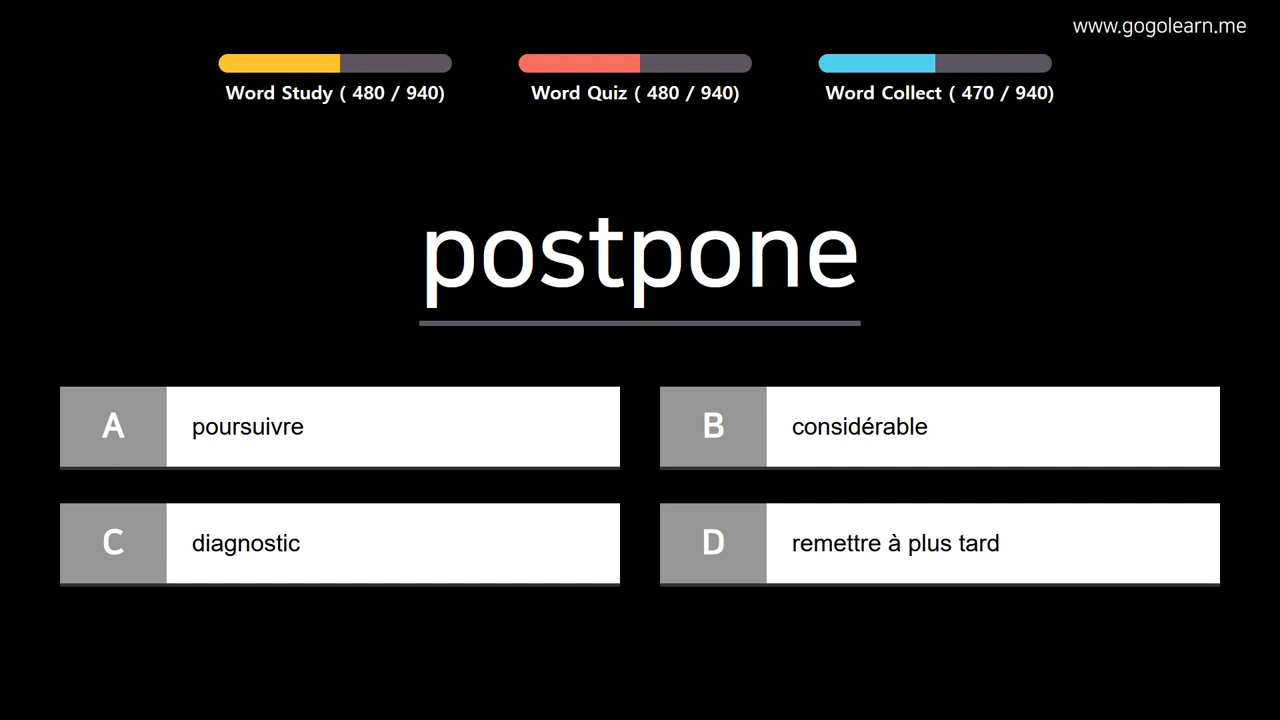 www.gogolearn.me
Word Study ( 480 / 940)
Word Quiz ( 480 / 940)
Word Collect ( 470 / 940)
postpone
A
poursuivre
B
considérable
C
diagnostic
D
remettre à plus tard